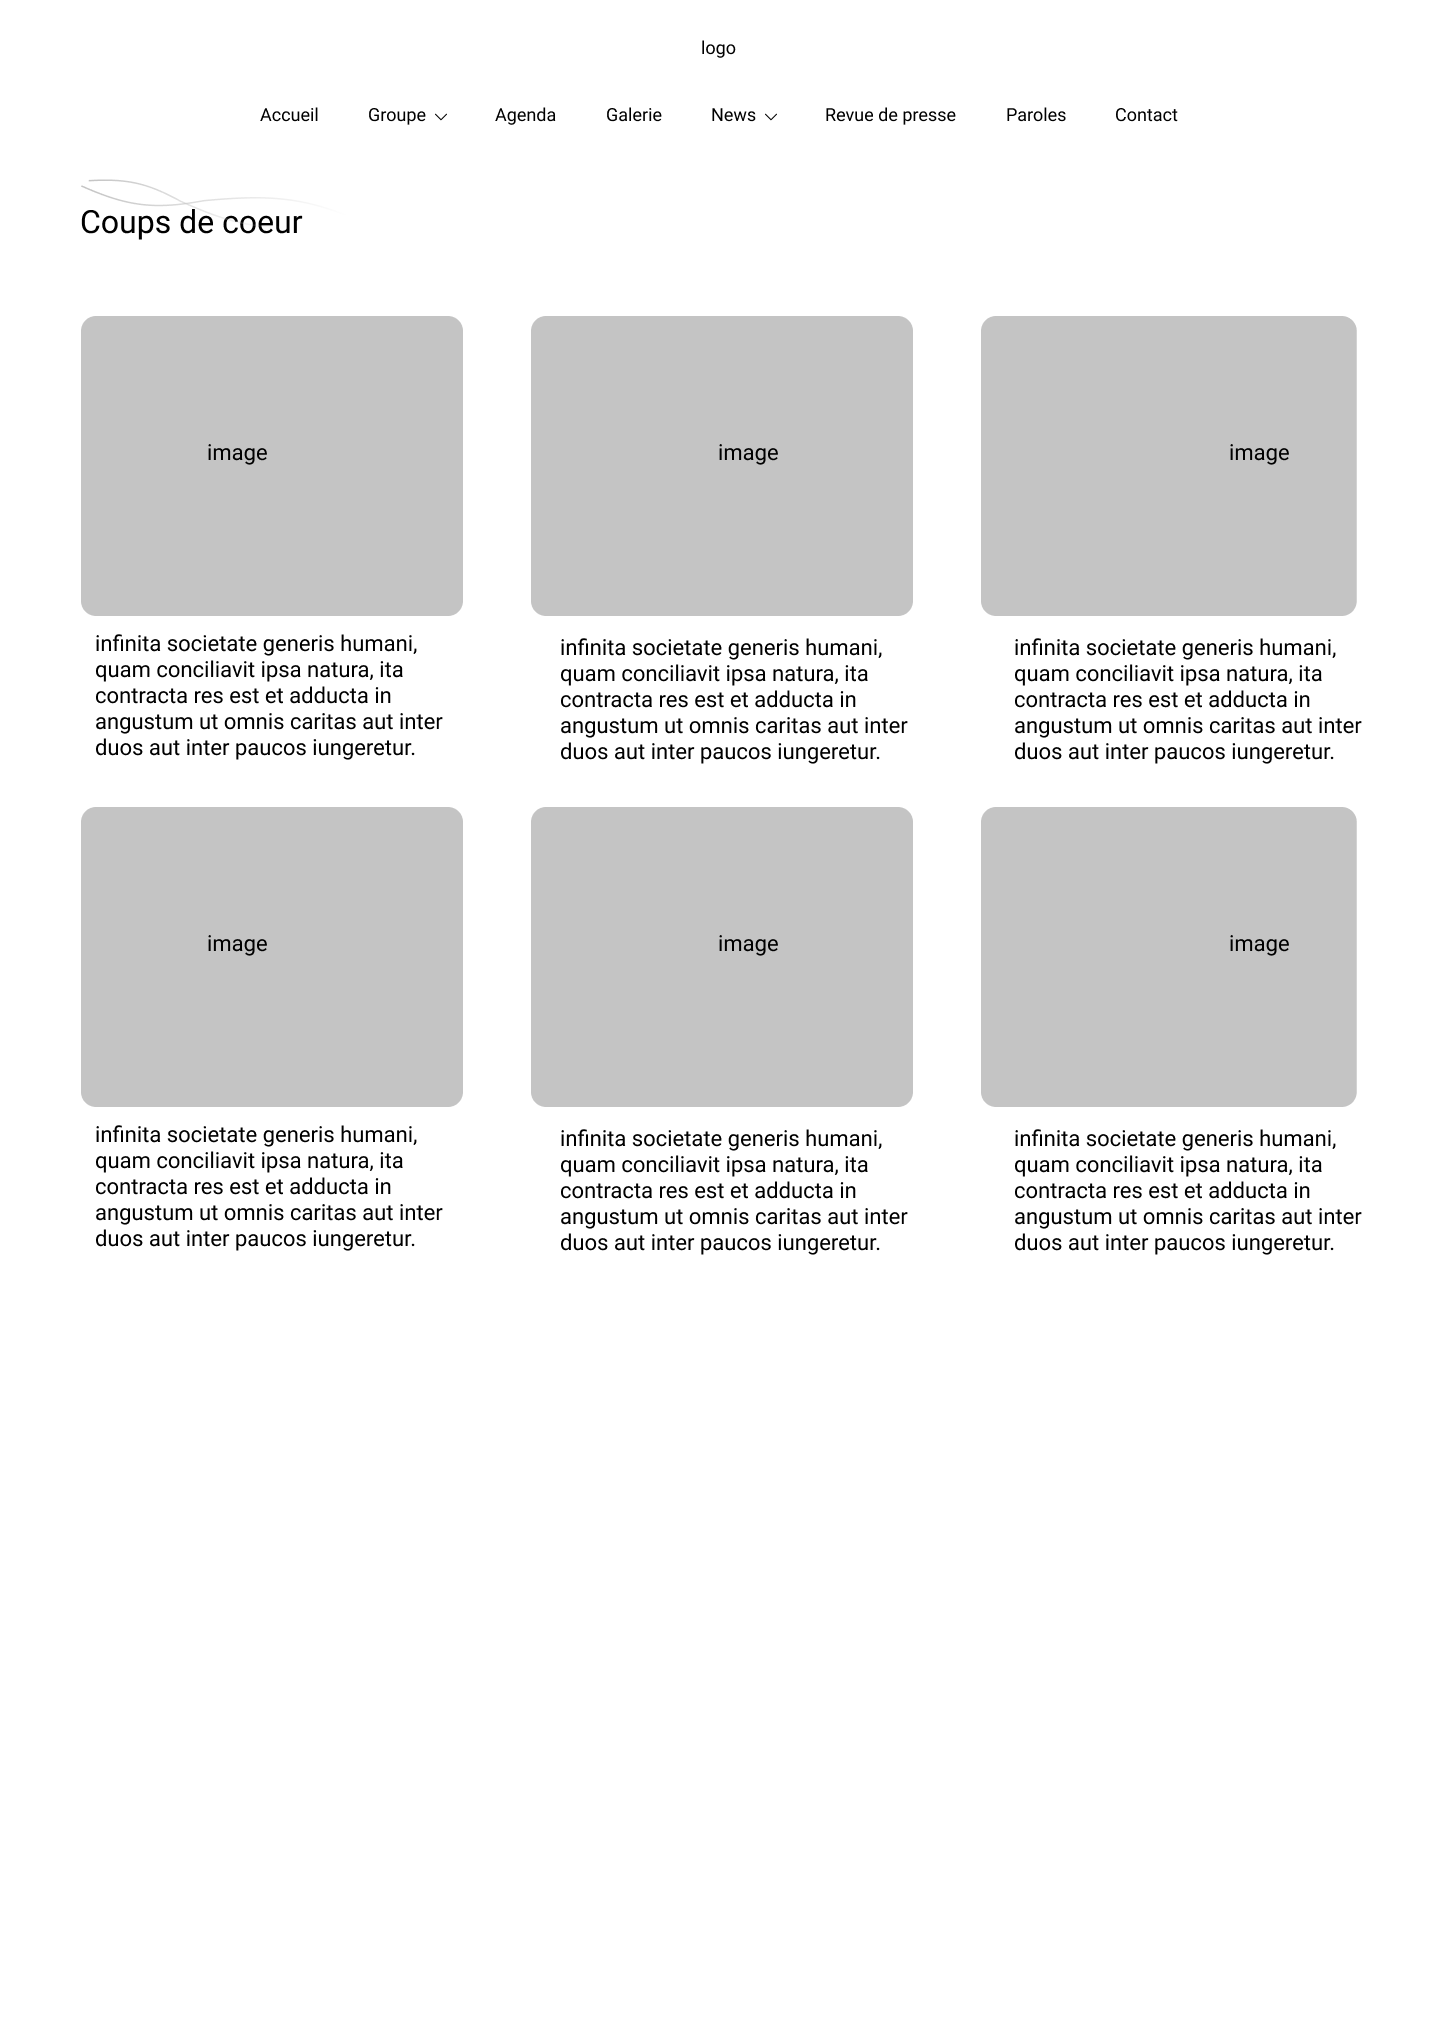 logo
Accueil Groupe Agenda Galerie News Revue de presse Paroles Contact
Coups de coeur
image
image
image
infinita societate generis humani,
quam conciliavit ipsa natura, ita
contracta res est et adducta in
angustum ut omnis caritas aut inter
duos aut inter paucos iungeretur.
infinita societate generis humani,
quam conciliavit ipsa natura, ita
contracta res est et adducta in
angustum ut omnis caritas aut inter
duos aut inter paucos iungeretur.
infinita societate generis humani,
quam conciliavit ipsa natura, ita
contracta res est et adducta in
angustum ut omnis caritas aut inter
duos aut inter paucos iungeretur.
image
image
image
infinita societate generis humani,
quam conciliavit ipsa natura, ita
contracta res est et adducta in
angustum ut omnis caritas aut inter
duos aut inter paucos iungeretur.
infinita societate generis humani,
quam conciliavit ipsa natura, ita
contracta res est et adducta in
angustum ut omnis caritas aut inter
duos aut inter paucos iungeretur.
infinita societate generis humani,
quam conciliavit ipsa natura, ita
contracta res est et adducta in
angustum ut omnis caritas aut inter
duos aut inter paucos iungeretur.